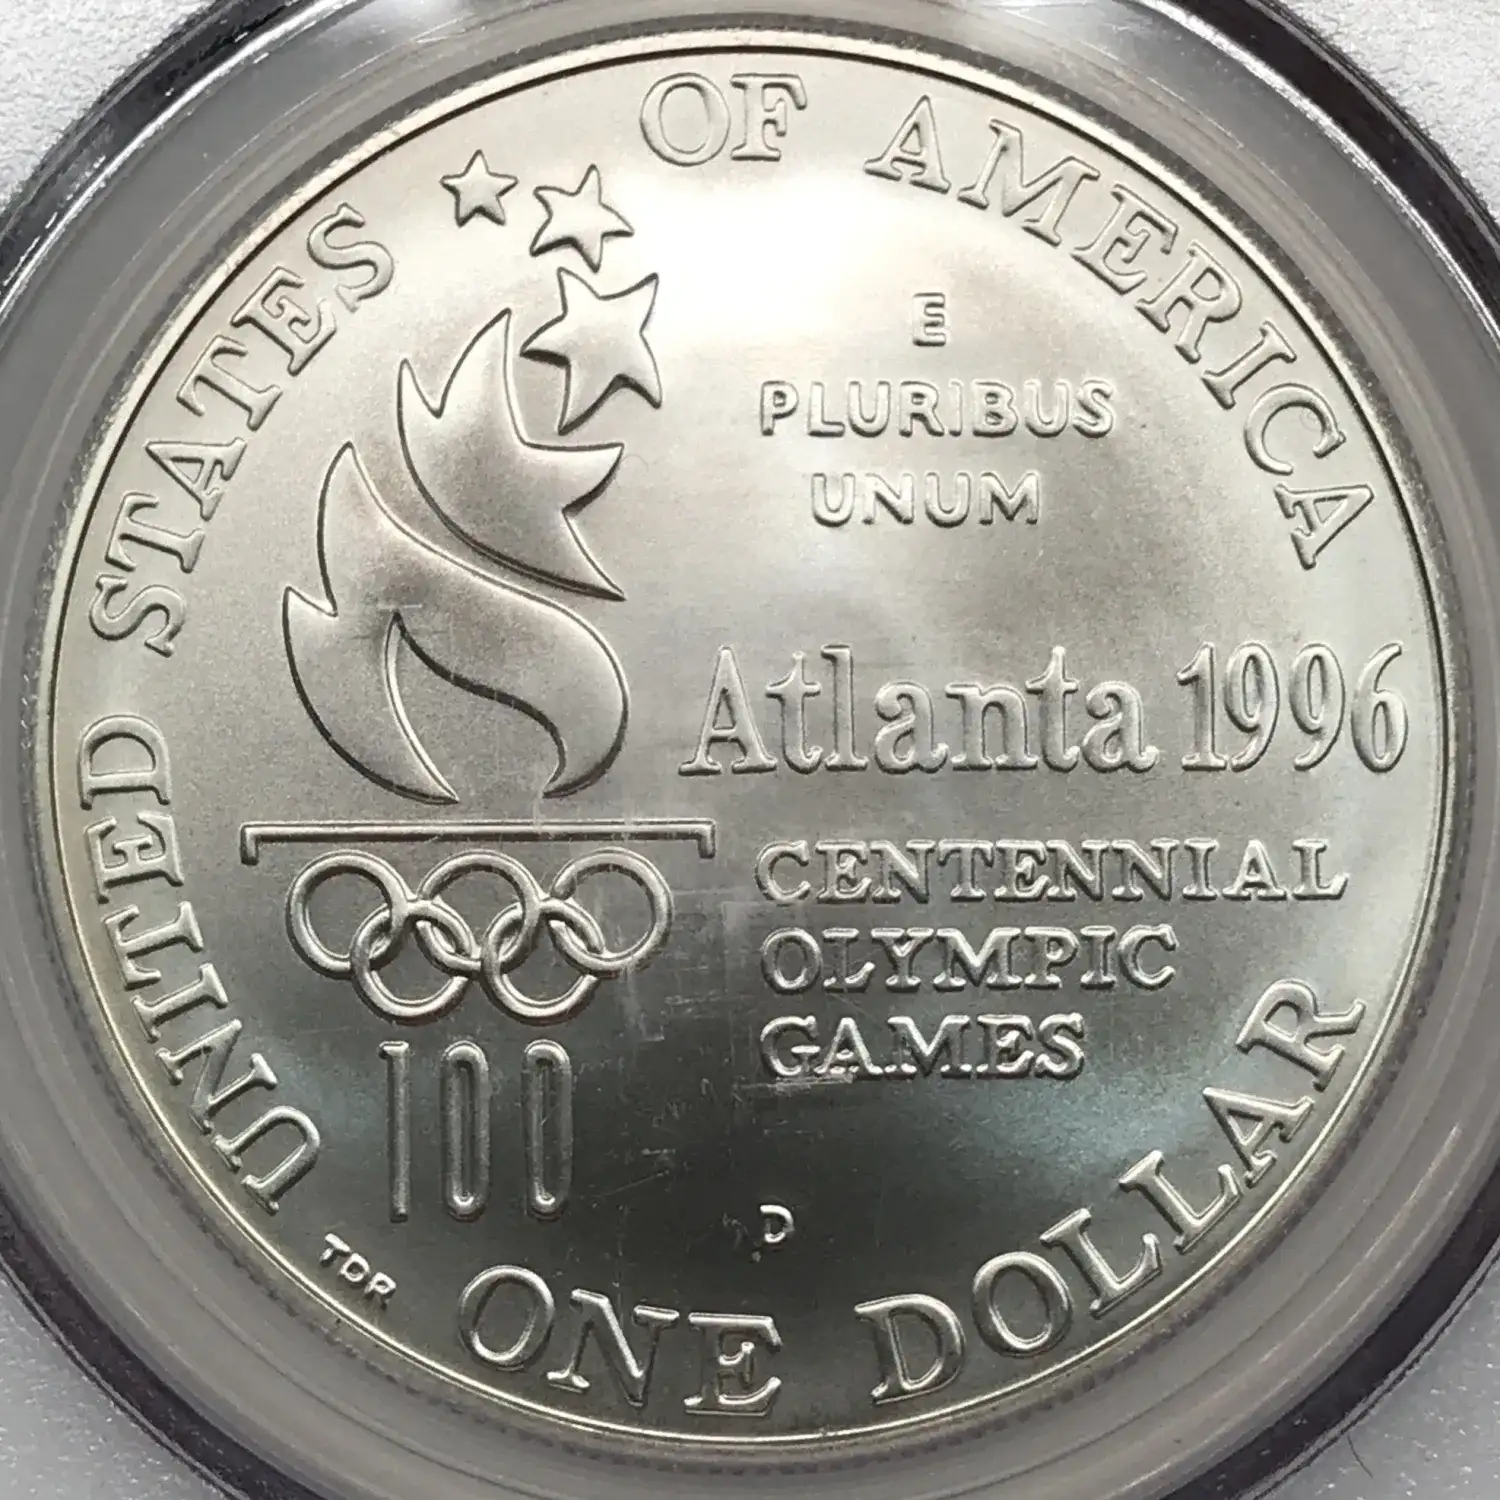 UNITED STATES OF AMERICA
E
PLURIBUS
UNUM
Atlanta 1996
CENTENNIAL
OLYMPIC
GAMES
100
D
TDR
ONE DOLLAR